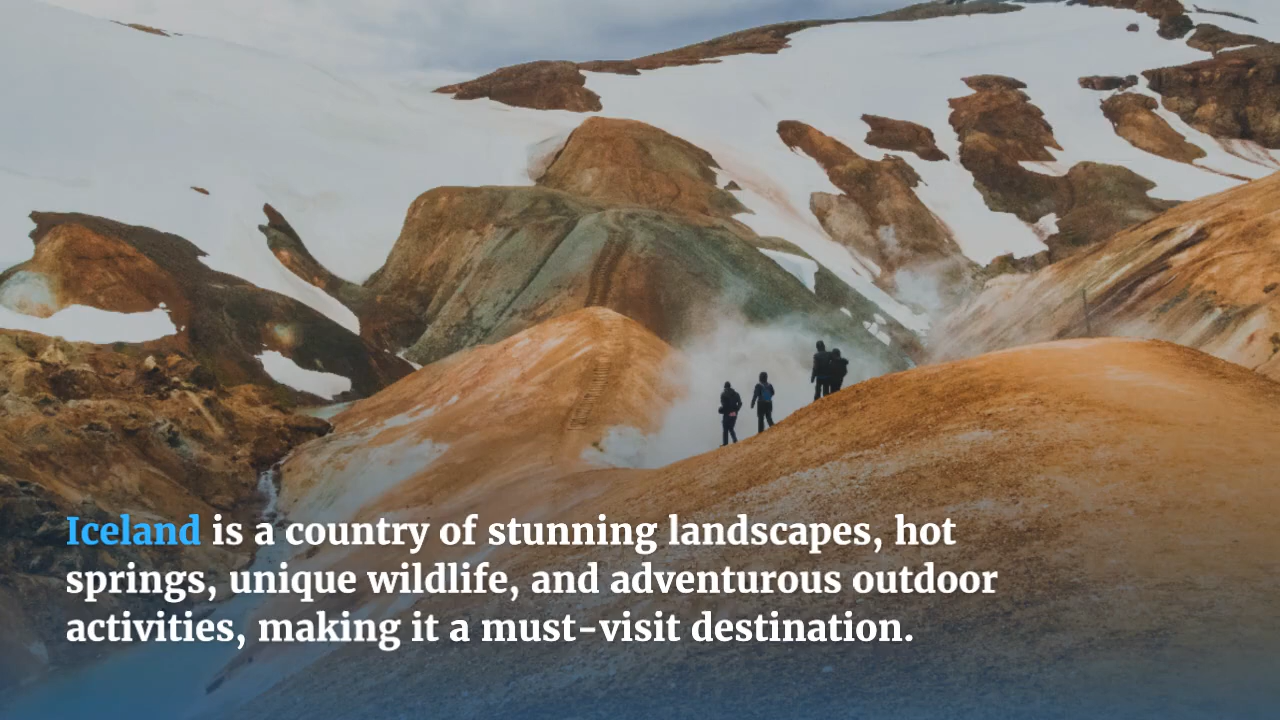 Iceland is a country of stunning landscapes, hot
springs, unique wildlife, and adventurous outdoor
activities, making it a must-visit destination.